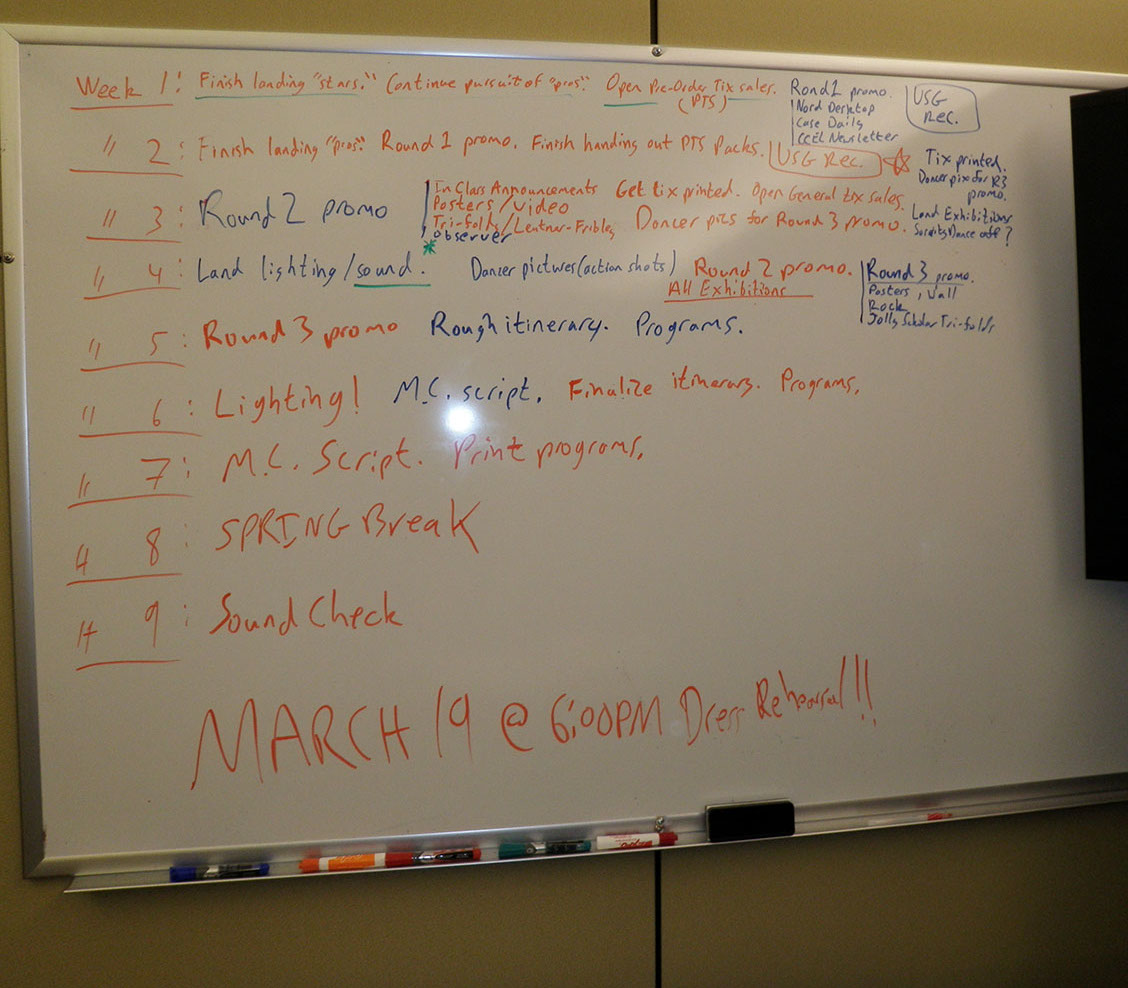 Week 1: Finish landing "stars." Continue pursuit of "pros". Open Pre-Order Tix sales.
(PTS)
Rond 1 promo.
Nord Desktop
Case Daily
CCEL Newsletter
USG
Rec.
" 2: Finish landing "pros" Round 1 promo. Finish handing out PTS Packs. USG Rec.
Tix printed.
Dancer pix for R3
promo.
Land Exhibitions
Sorority Dance off?
" 3: Round 2 promo
In Class Announcements
Posters/video
Tri-folds/Leutner-Fribley
Observer
Get tix printed. Open General tix sales.
Dancer pics for Round 3 promo.
" 4: Land lighting/sound. Dancer pictures (action shots) Round 2 promo.
All Exhibitions
Round 3 promo.
Posters, Wall
Rock
Jolly Scholar Tri-folds
" 5: Round 3 promo Rough itinerary. Programs.
" 6: Lighting! M.C. script. Finalize itinerary. Programs,
" 7: M.C. Script. Print programs,
" 8: SPRING Break
" 9: Sound Check
MARCH 19 @ 6:00PM Dress Rehearsal!!